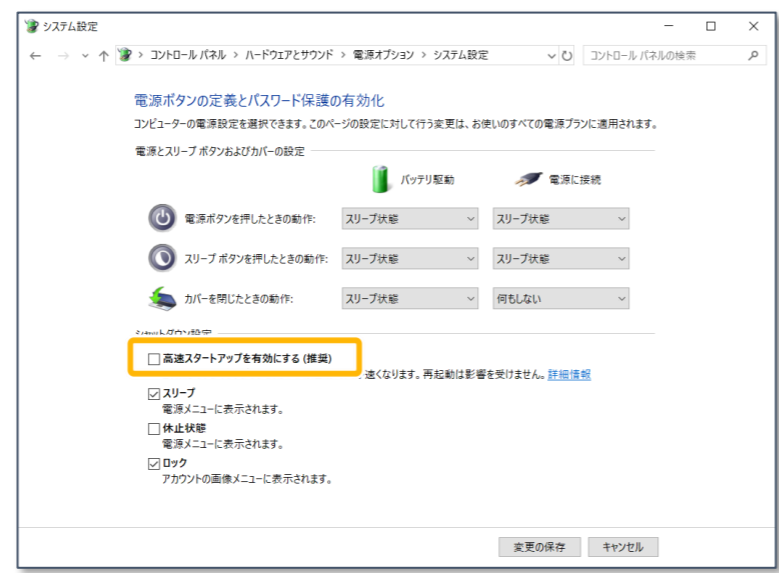 システム設定
コントロール パネル > ハードウェアとサウンド > 電源オプション > システム設定
コントロール パネルの検索
電源ボタンの定義とパスワード保護の有効化
コンピューターの電源設定を選択できます。このページの設定に対して行う変更は、お使いのすべての電源プランに適用されます。
電源とスリープ ボタンおよびカバーの設定
バッテリ駆動 電源に接続
電源ボタンを押したときの動作: スリープ状態 スリープ状態
スリープ ボタンを押したときの動作: スリープ状態 スリープ状態
カバーを閉じたときの動作: スリープ状態 何もしない
シャットダウン設定
高速スタートアップを有効にする (推奨)
速くなります。再起動は影響を受けません。詳細情報
スリープ
電源メニューに表示されます。
休止状態
電源メニューに表示されます。
ロック
アカウントの画像メニューに表示されます。
変更の保存 キャンセル